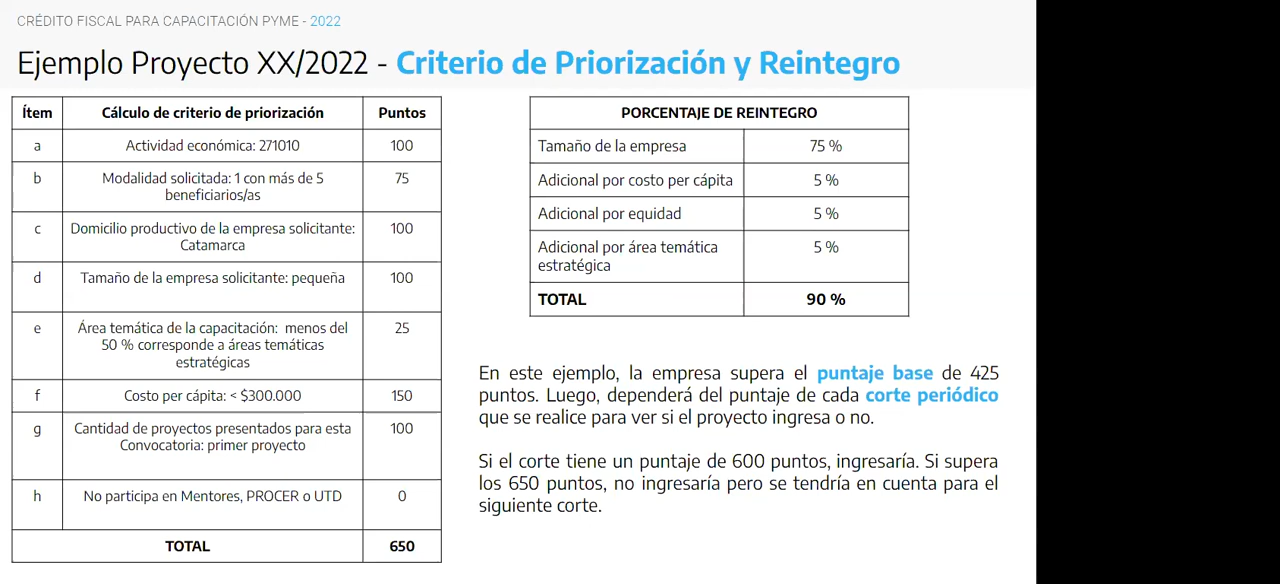 CRÉDITO FISCAL PARA CAPACITACIÓN PYME - 2022
Ejemplo Proyecto XX/2022 - Criterio de Priorización y Reintegro
Ítem Cálculo de criterio de priorización Puntos
a Actividad económica: 271010 100
b Modalidad solicitada: 1 con más de 5 75
beneficiarios/as
c Domicilio productivo de la empresa solicitante: 100
Catamarca
d Tamaño de la empresa solicitante: pequeña 100
e Área temática de la capacitación: menos del 25
50 % corresponde a áreas temáticas
estratégicas
f Costo per cápita: < $300.000 150
g Cantidad de proyectos presentados para esta 100
Convocatoria: primer proyecto
h No participa en Mentores, PROCER o UTD 0
TOTAL 650
PORCENTAJE DE REINTEGRO
Tamaño de la empresa 75 %
Adicional por costo per cápita 5 %
Adicional por equidad 5 %
Adicional por área temática 5 %
estratégica
TOTAL 90 %
En este ejemplo, la empresa supera el puntaje base de 425
puntos. Luego, dependerá del puntaje de cada corte periódico
que se realice para ver si el proyecto ingresa o no.
Si el corte tiene un puntaje de 600 puntos, ingresaría. Si supera
los 650 puntos, no ingresaría pero se tendría en cuenta para el
siguiente corte.